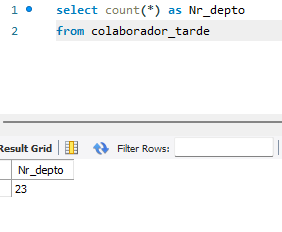 1 select count(*) as Nr_depto
2 from colaborador_tarde
Result Grid Filter Rows:
Nr_depto
23